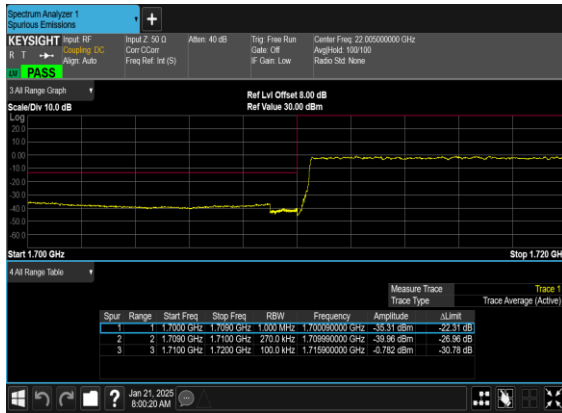 Spectrum Analyzer 1
Spurious Emissions
+
KEYSIGHT Input: RF Input Z: 50 Ω Atten: 40 dB Trig: Free Run Center Freq: 22.005000000 GHz
R T Coupling: DC Corr CCorr Gate: Off Avg|Hold: 100/100
Align: Auto Freq Ref: Int (S) IF Gain: Low Radio Std: None
PASS
3 All Range Graph
Ref Lvl Offset 8.00 dB
Scale/Div 10.0 dB Ref Value 30.00 dBm
Log
20.0
10.0
0.00
-10.0
-20.0
-30.0
-40.0
-50.0
-60.0
Start 1.700 GHz Stop 1.720 GH
4 All Range Table
Measure Trace Trace 1
Trace Type Trace Average (Active)
Spur Range Start Freq Stop Freq RBW Frequency Amplitude ΔLimit
1 1 1.7000 GHz 1.7090 GHz 1.000 MHz 1.700090000 GHz -35.31 dBm -22.31 dB
2 2 1.7090 GHz 1.7100 GHz 270.0 kHz 1.709990000 GHz -39.96 dBm -26.96 dB
3 3 1.7100 GHz 1.7200 GHz 100.0 kHz 1.715900000 GHz -0.782 dBm -30.78 dB
? Jan 21, 2025
8:00:20 AM